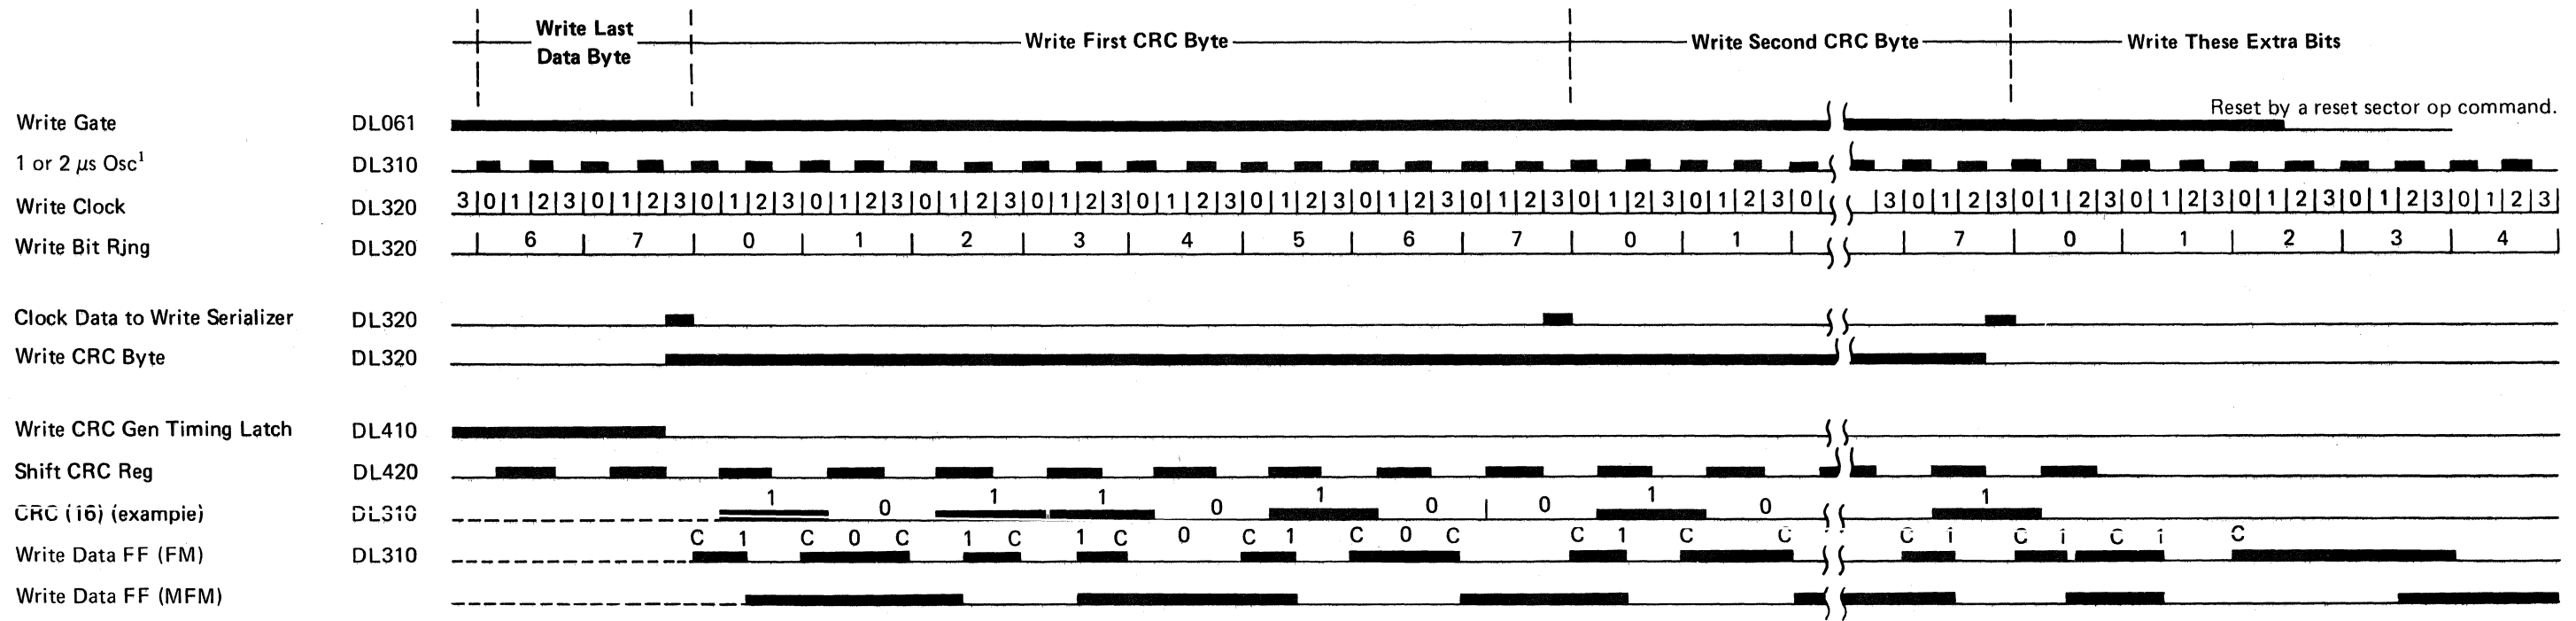 Write Last
Data Byte
Write First CRC Byte
Write Second CRC Byte
Write These Extra Bits
Reset by a reset sector op command.
Write Gate DL061
1 or 2 µs Osc¹ DL310
Write Clock DL320 3 0 1 2 3 0 1 2 3 0 1 2 3 0 1 2 3 0 1 2 3 0 1 2 3 0 1 2 3 0 1 2 3 0 1 2 3 0 1 2 3 0 1 2 3 0 1 2 3 0 3 0 1 2 3 0 1 2 3 0 1 2 3 0 1 2 3 0 1 2 3 0 1 2 3
Write Bit Rjng DL320 6 7 0 1 2 3 4 5 6 7 0 1 7 0 1 2 3 4
Clock Data to Write Serializer DL320
Write CRC Byte DL320
Write CRC Gen Timing Latch DL410
Shift CRC Reg DL420
1 0 1 1 0 1 0 0 1 0 1
CRC (16) (example) DL310
C 1 C 0 C 1 C 1 C 0 C 1 C 0 C C 1 C C C 1 C 1 C 1 C
Write Data FF (FM) DL310
Write Data FF (MFM)